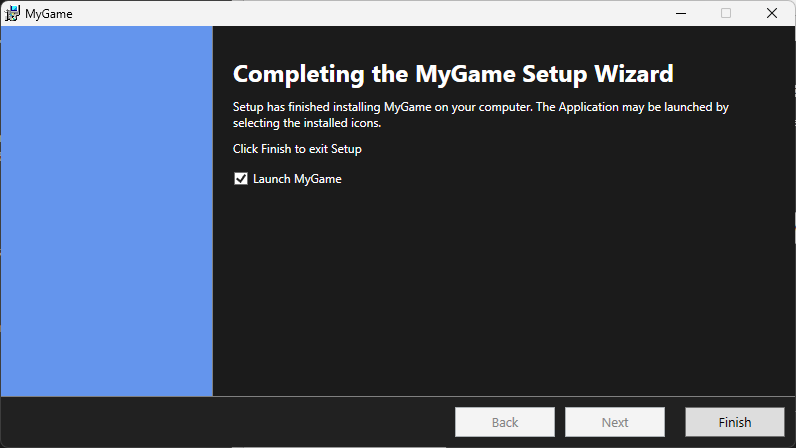 MyGame
Completing the MyGame Setup Wizard
Setup has finished installing MyGame on your computer. The Application may be launched by
selecting the installed icons.
Click Finish to exit Setup
Launch MyGame
Back
Next
Finish